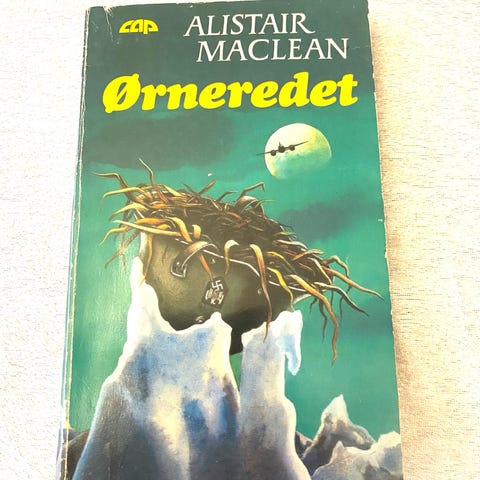 cap
ALISTAIR
MACLEAN
Ørneredet